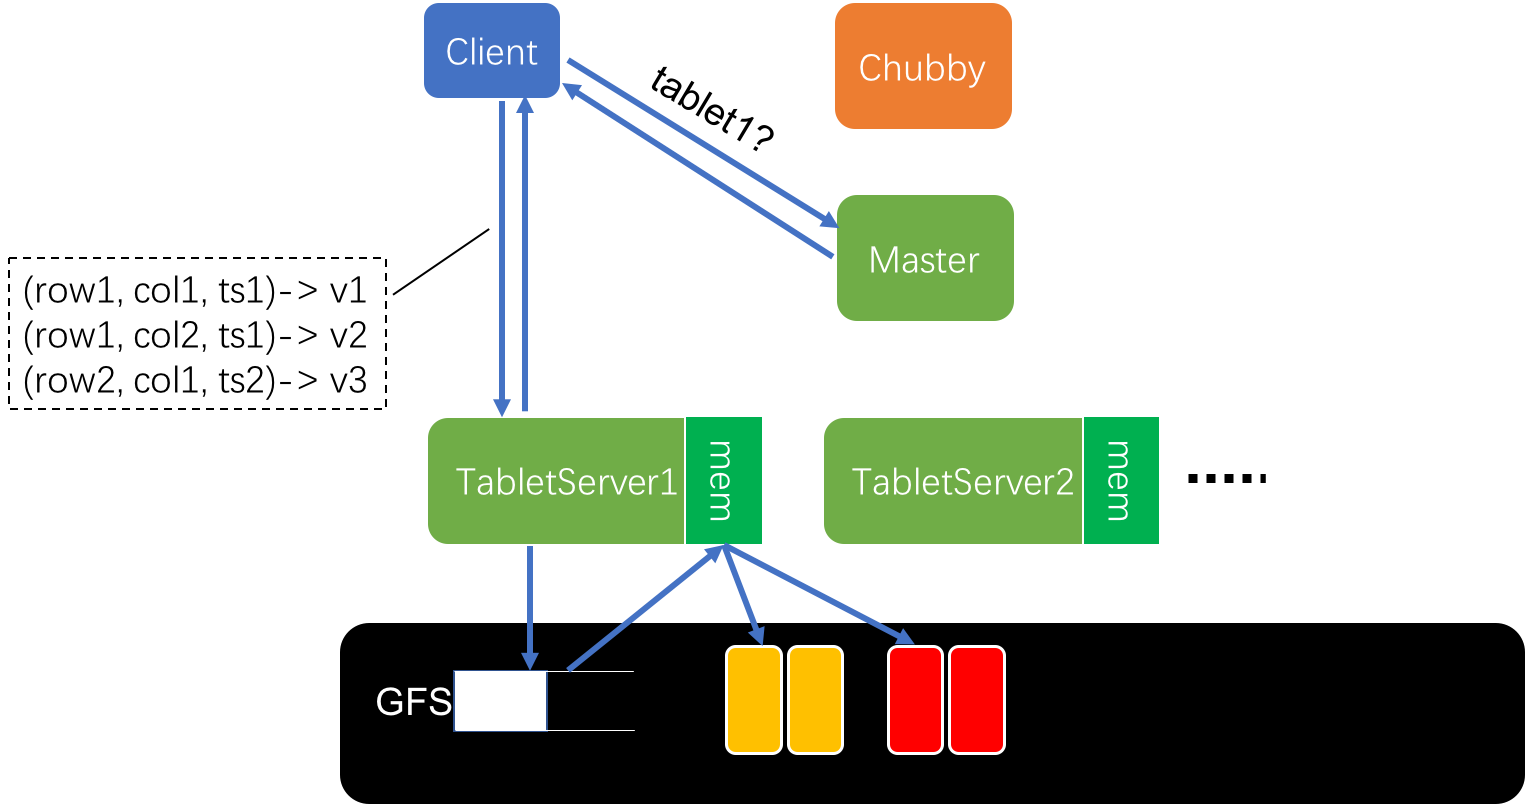 Client
Chubby
tablet1?
Master
(row1, col1, ts1)-> v1
(row1, col2, ts1)-> v2
(row2, col1, ts2)-> v3
TabletServer1
mem
TabletServer2
mem
.....
GFS